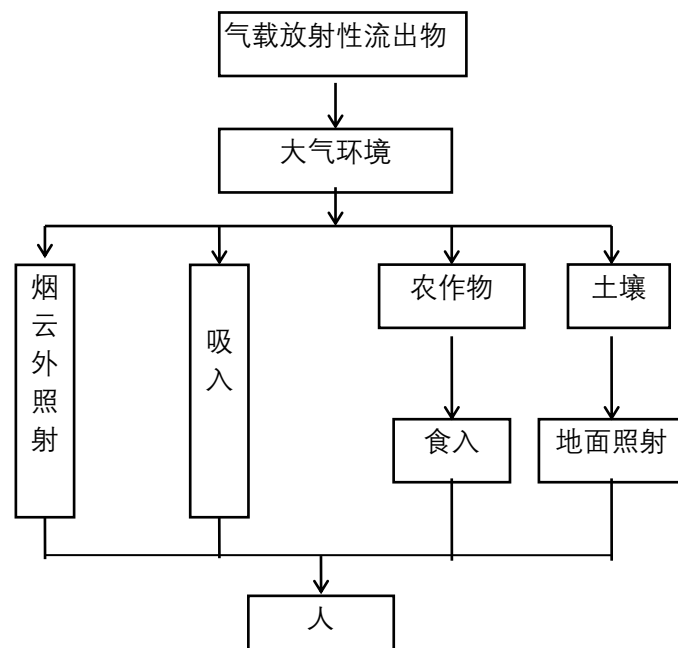 气载放射性流出物
大气环境
烟云外照射
吸入
农作物
土壤
食入
地面照射
人